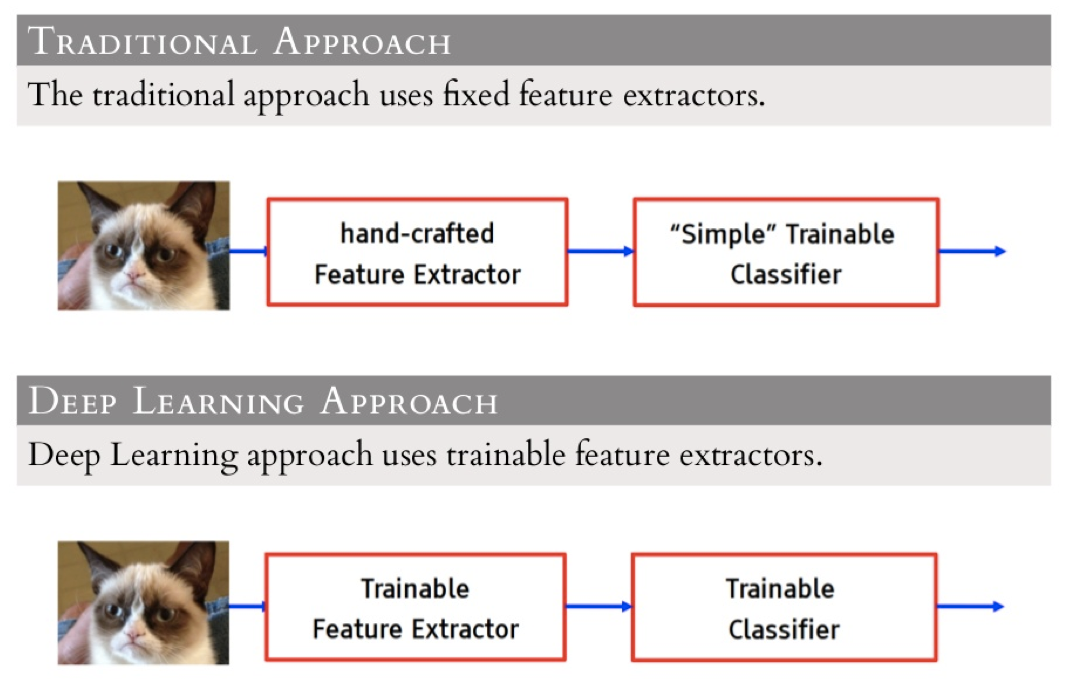 Traditional Approach
The traditional approach uses fixed feature extractors.
hand-crafted
Feature Extractor
“Simple” Trainable
Classifier
Deep Learning Approach
Deep Learning approach uses trainable feature extractors.
Trainable
Feature Extractor
Trainable
Classifier